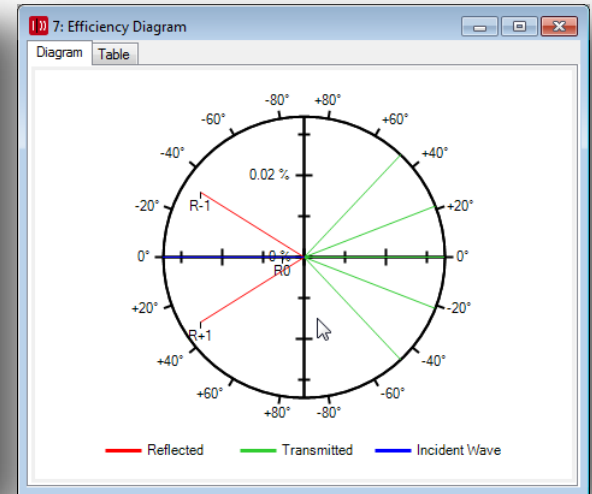 7: Efficiency Diagram
Diagram Table
-80° +80°
-60° +60°
-40° +40°
0.02 %
-20° R-1 +20°
0° 0 % 0°
R0
+20° -20°
R+1
+40° -40°
+60° -60°
+80° -80°
Reflected Transmitted Incident Wave